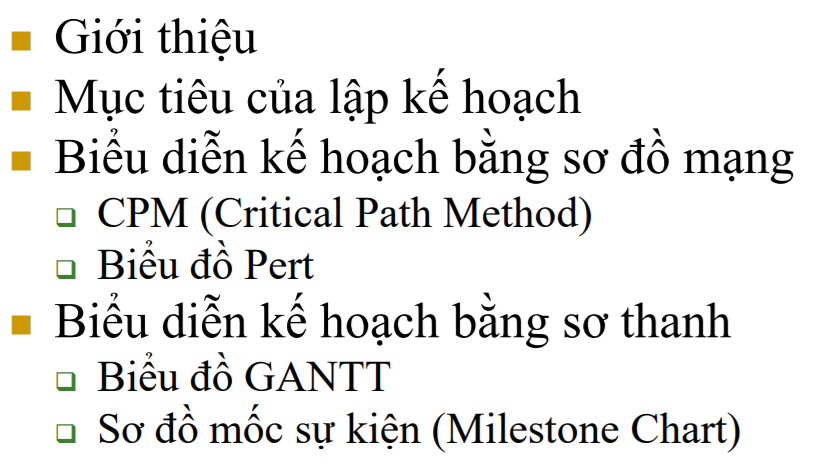 Giới thiệu
Mục tiêu của lập kế hoạch
Biểu diễn kế hoạch bằng sơ đồ mạng
CPM (Critical Path Method)
Biểu đồ Pert
Biểu diễn kế hoạch bằng sơ thanh
Biểu đồ GANTT
Sơ đồ mốc sự kiện (Milestone Chart)